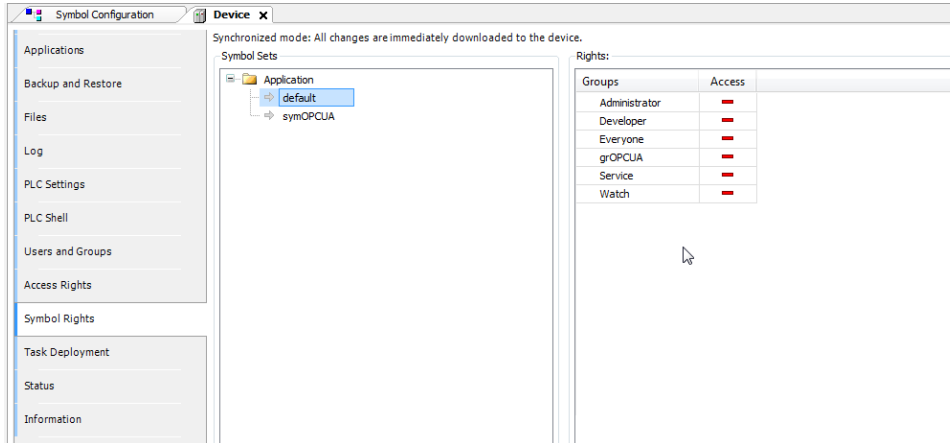 Symbol Configuration
Device
Applications
Backup and Restore
Files
Log
PLC Settings
PLC Shell
Users and Groups
Access Rights
Symbol Rights
Task Deployment
Status
Information
Synchronized mode: All changes are immediately downloaded to the device.
Symbol Sets
Application
default
symOPCUA
Rights:
Groups Access
Administrator
Developer
Everyone
grOPCUA
Service
Watch